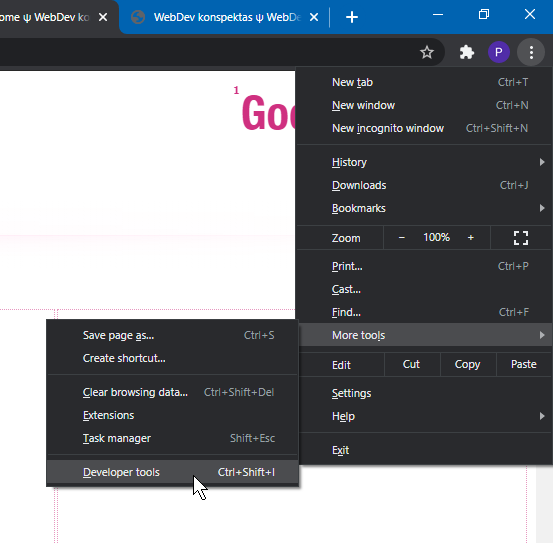 ome ψ WebDev ko
WebDev konspektas ψ WebDe
P
1
Goo
New tab Ctrl+T
New window Ctrl+N
New incognito window Ctrl+Shift+N
History
Downloads Ctrl+J
Bookmarks
Zoom − 100% +
Print... Ctrl+P
Cast...
Find... Ctrl+F
More tools
Edit Cut Copy Paste
Settings
Help
Exit
Save page as... Ctrl+S
Create shortcut...
Clear browsing data... Ctrl+Shift+Del
Extensions
Task manager Shift+Esc
Developer tools Ctrl+Shift+I